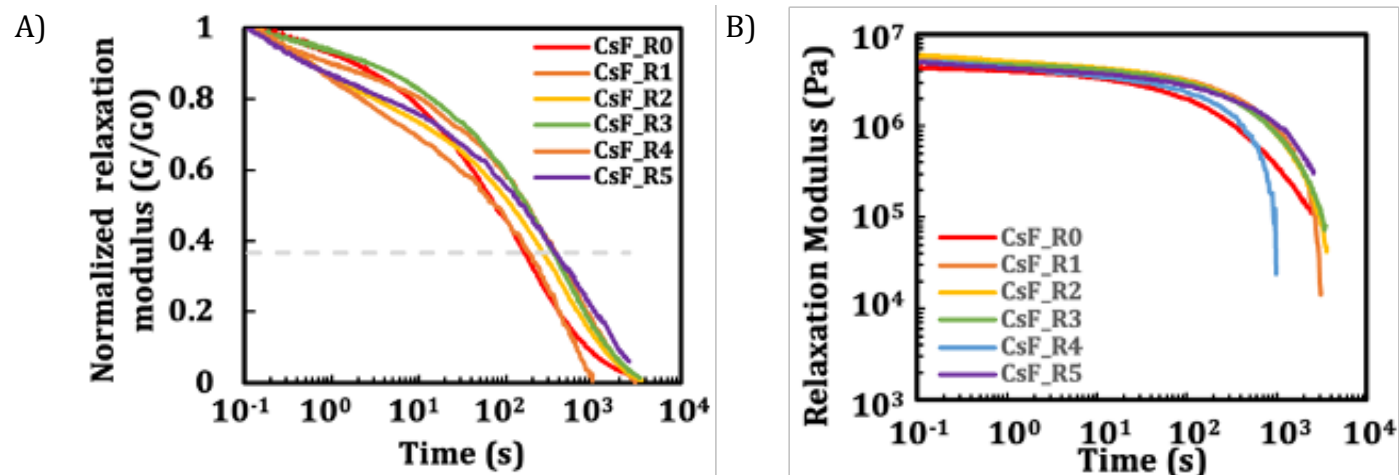 A)
Normalized relaxation
modulus (G/G0)
1
0.8
0.6
0.4
0.2
0
10⁻¹ 10⁰ 10¹ 10² 10³ 10⁴
Time (s)
CsF_R0
CsF_R1
CsF_R2
CsF_R3
CsF_R4
CsF_R5
B)
Relaxation Modulus (Pa)
10⁷
10⁶
10⁵
10⁴
10³
10⁻¹ 10⁰ 10¹ 10² 10³ 10⁴
Time (s)
CsF_R0
CsF_R1
CsF_R2
CsF_R3
CsF_R4
CsF_R5